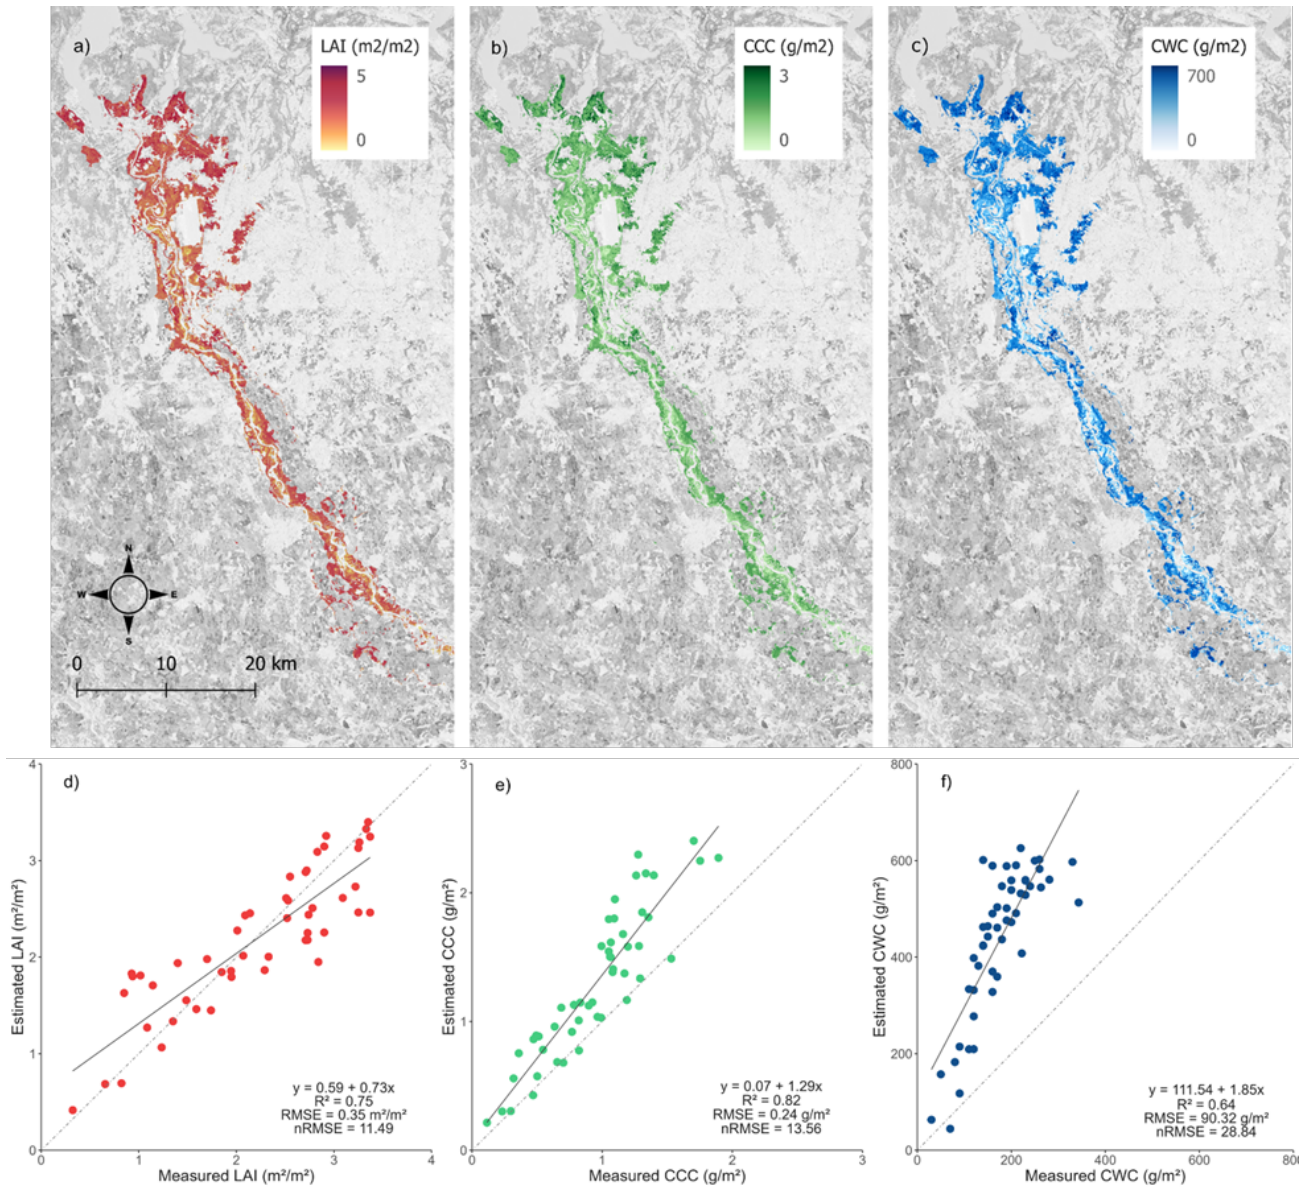 a)
LAI (m2/m2)
5
0
b)
CCC (g/m2)
3
0
c)
CWC (g/m2)
700
0
N
W
E
S
0 10 20 km
d)
4
3
2
1
0
Estimated LAI (m²/m²)
y = 0.59 + 0.73x
R² = 0.75
RMSE = 0.35 m²/m²
nRMSE = 11.49
0 1 2 3 4
Measured LAI (m²/m²)
e)
3
2
1
0
Estimated CCC (g/m²)
y = 0.07 + 1.29x
R² = 0.82
RMSE = 0.24 g/m²
nRMSE = 13.56
0 1 2 3
Measured CCC (g/m²)
f)
800
600
400
200
0
Estimated CWC (g/m²)
y = 111.54 + 1.85x
R² = 0.64
RMSE = 90.32 g/m²
nRMSE = 28.84
0 200 400 600 800
Measured CWC (g/m²)